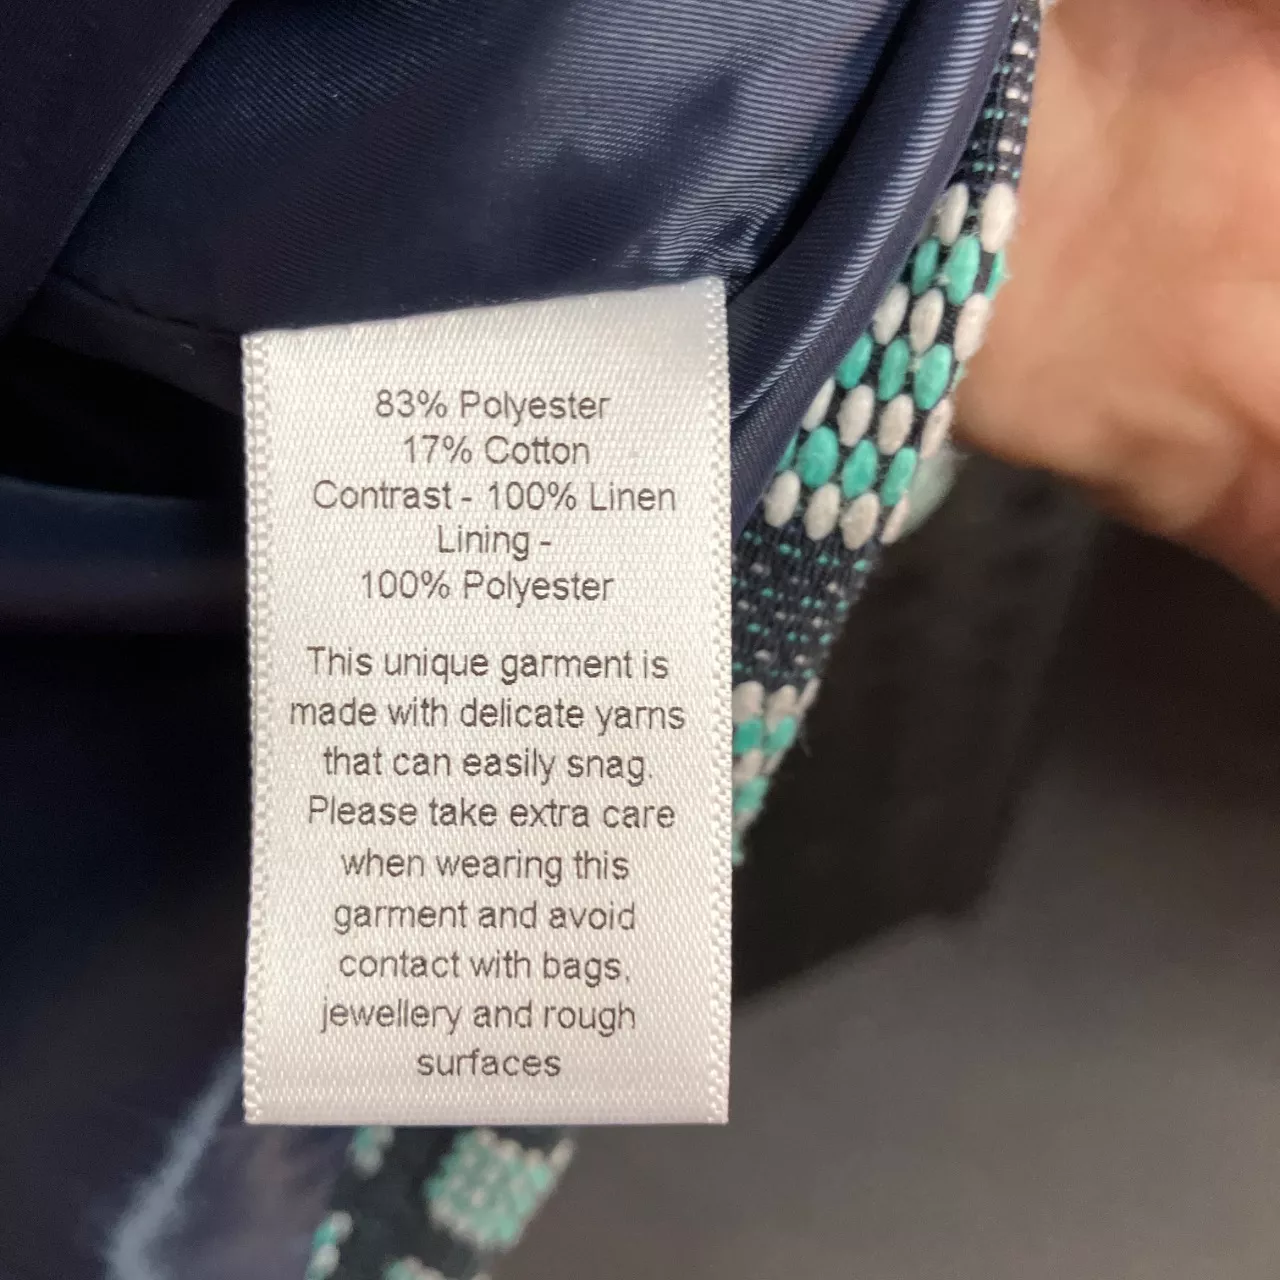 83% Polyester
17% Cotton
Contrast - 100% Linen
Lining -
100% Polyester
This unique garment is
made with delicate yarns
that can easily snag.
Please take extra care
when wearing this
garment and avoid
contact with bags,
jewellery and rough
surfaces